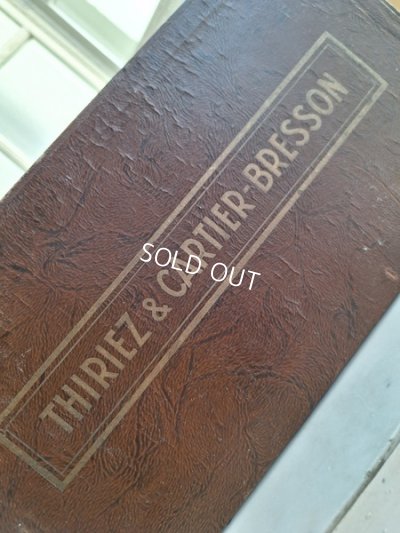 THIRIEZ & CARTIER-BRESSON
SOLD OUT